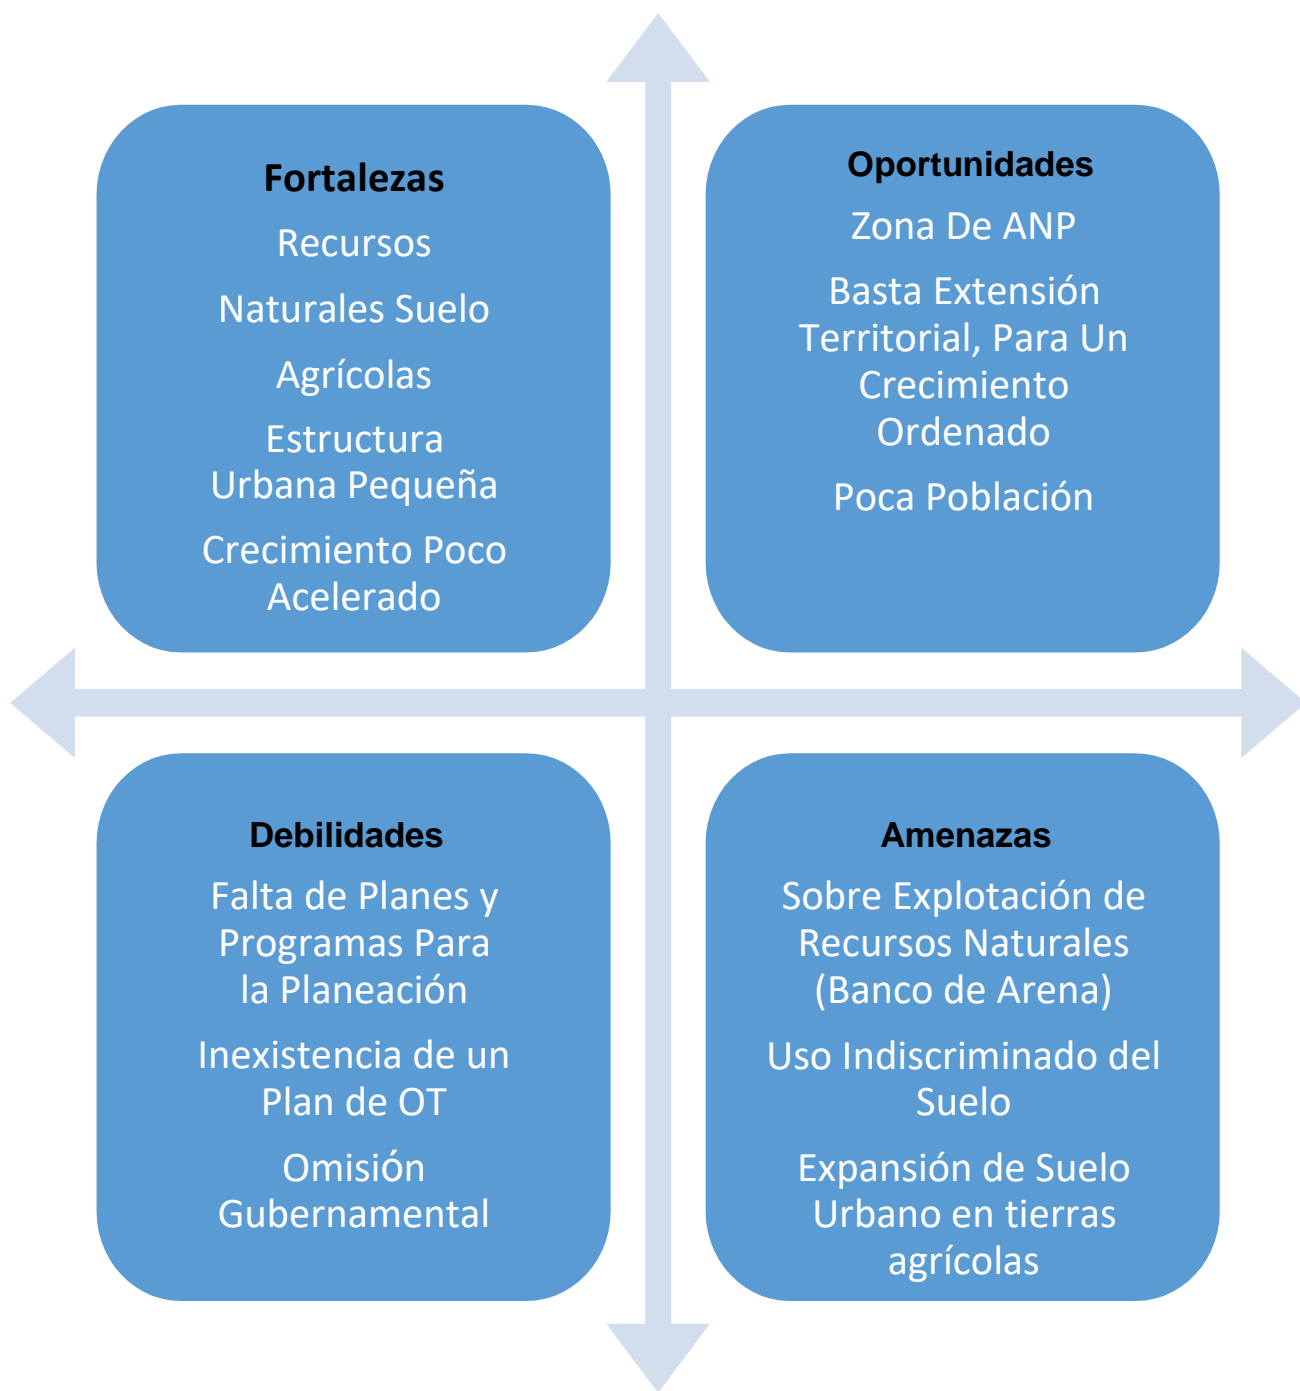 Fortalezas
Recursos
Naturales Suelo
Agrícolas
Estructura
Urbana Pequeña
Crecimiento Poco
Acelerado
Oportunidades
Zona De ANP
Basta Extensión
Territorial, Para Un
Crecimiento
Ordenado
Poca Población
Debilidades
Falta de Planes y
Programas Para
la Planeación
Inexistencia de un
Plan de OT
Omisión
Gubernamental
Amenazas
Sobre Explotación de
Recursos Naturales
(Banco de Arena)
Uso Indiscriminado del
Suelo
Expansión de Suelo
Urbano en tierras
agrícolas